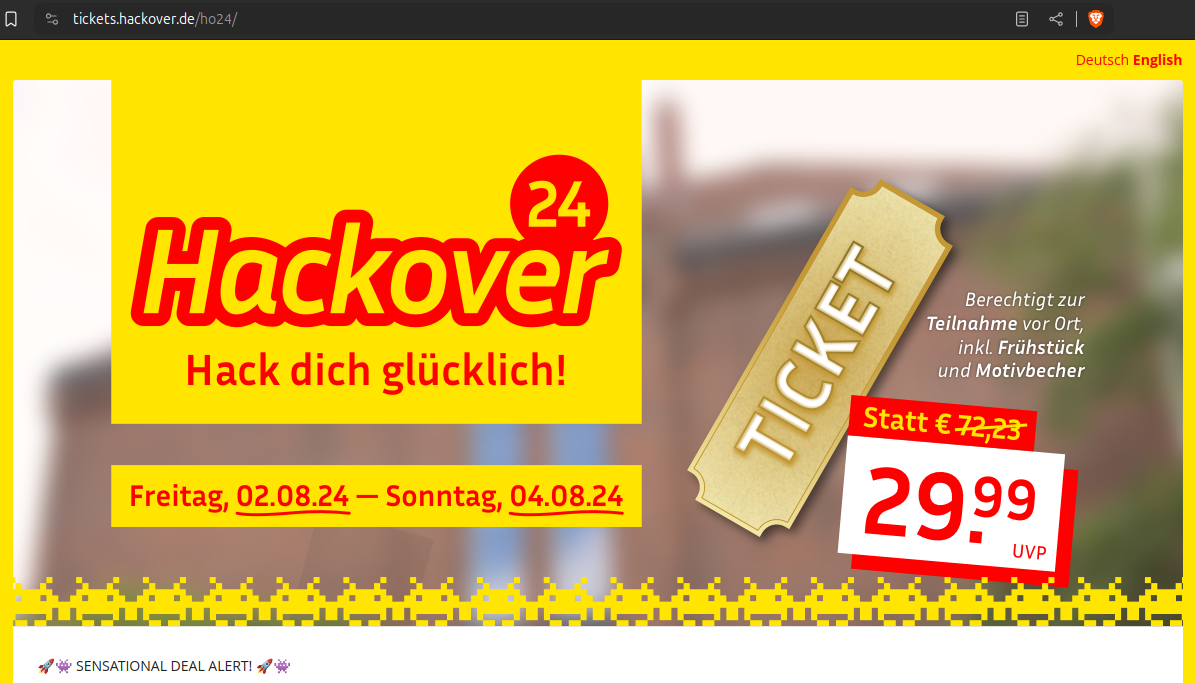 tickets.hackover.de/ho24/
Deutsch English
24
Hackover
Hack dich glücklich!
Freitag, 02.08.24 — Sonntag, 04.08.24
TICKET
Berechtigt zur
Teilnahme vor Ort,
inkl. Frühstück
und Motivbecher
Statt € 72,23
29.99
UVP
🚀👾 SENSATIONAL DEAL ALERT! 🚀👾